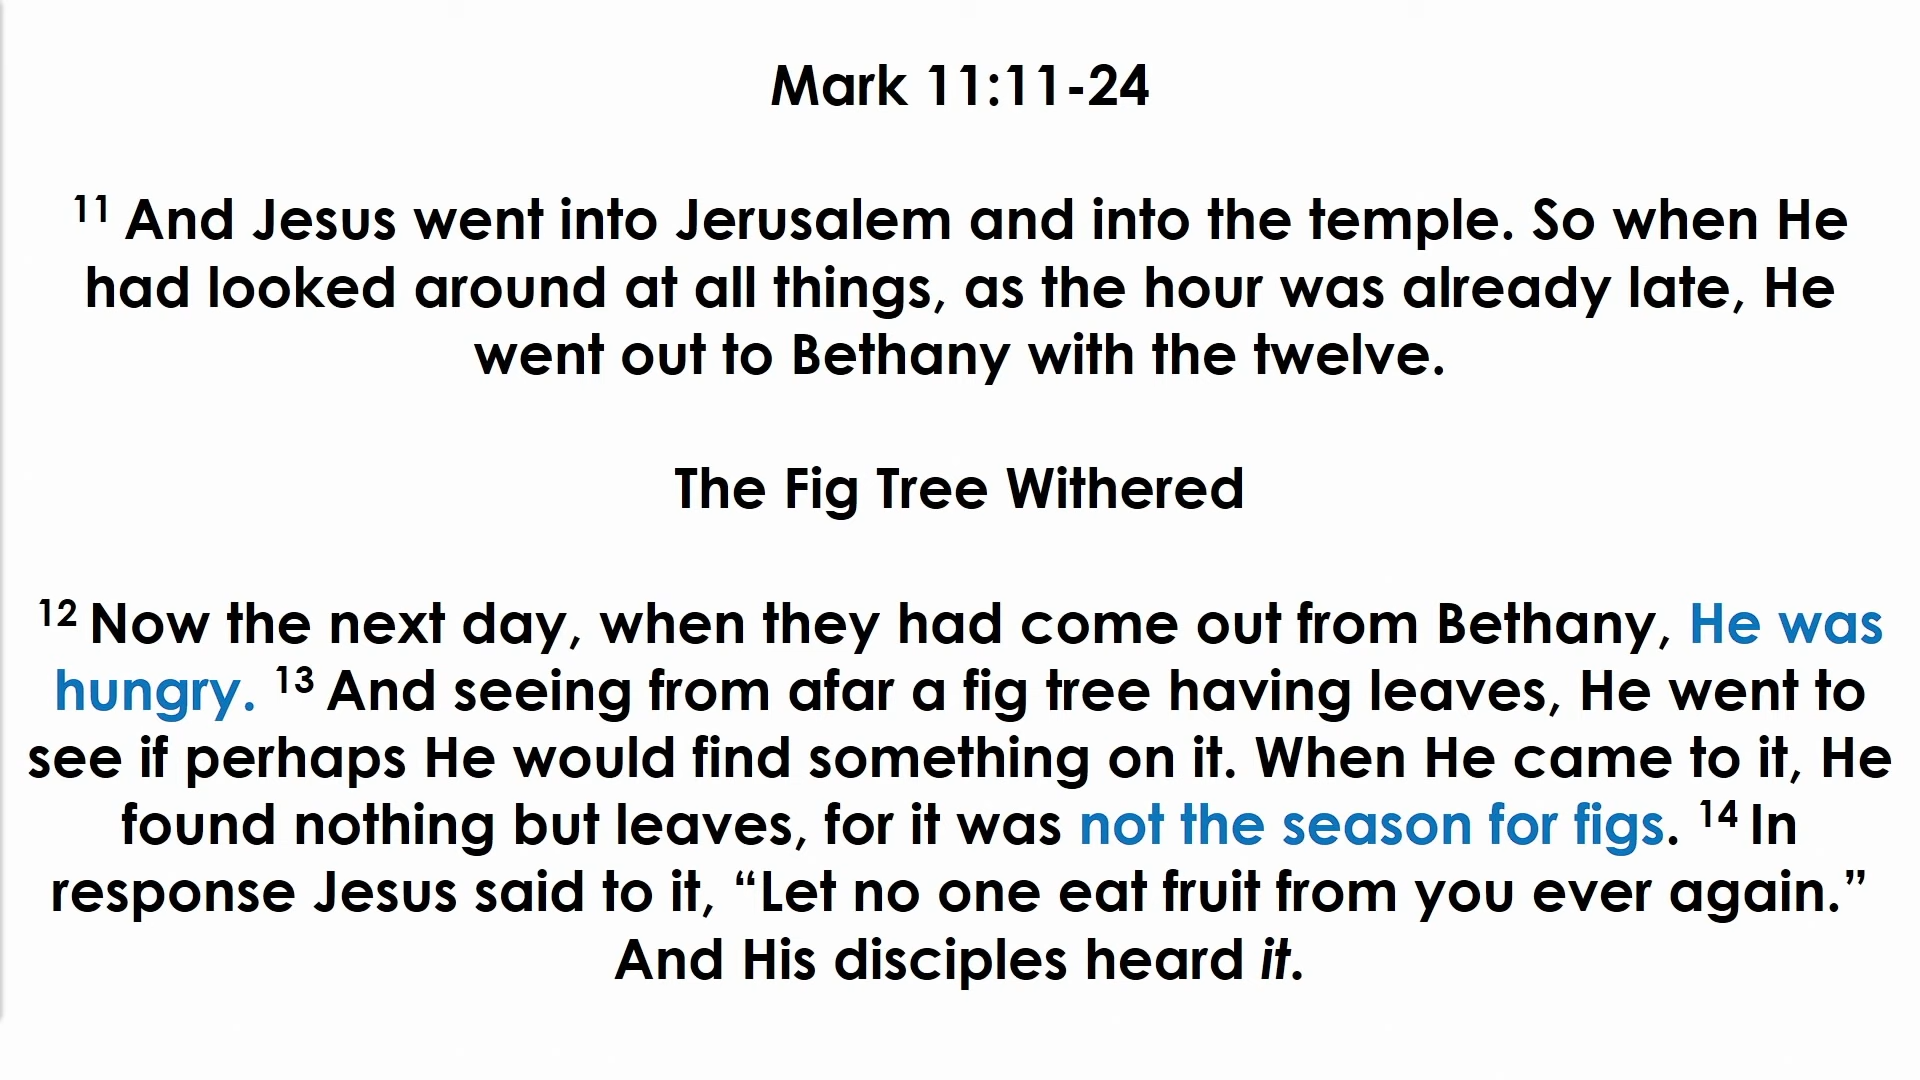 Mark 11:11-24
11 And Jesus went into Jerusalem and into the temple. So when He
had looked around at all things, as the hour was already late, He
went out to Bethany with the twelve.
The Fig Tree Withered
12 Now the next day, when they had come out from Bethany, He was
hungry. 13 And seeing from afar a fig tree having leaves, He went to
see if perhaps He would find something on it. When He came to it, He
found nothing but leaves, for it was not the season for figs. 14 In
response Jesus said to it, “Let no one eat fruit from you ever again.”
And His disciples heard it.